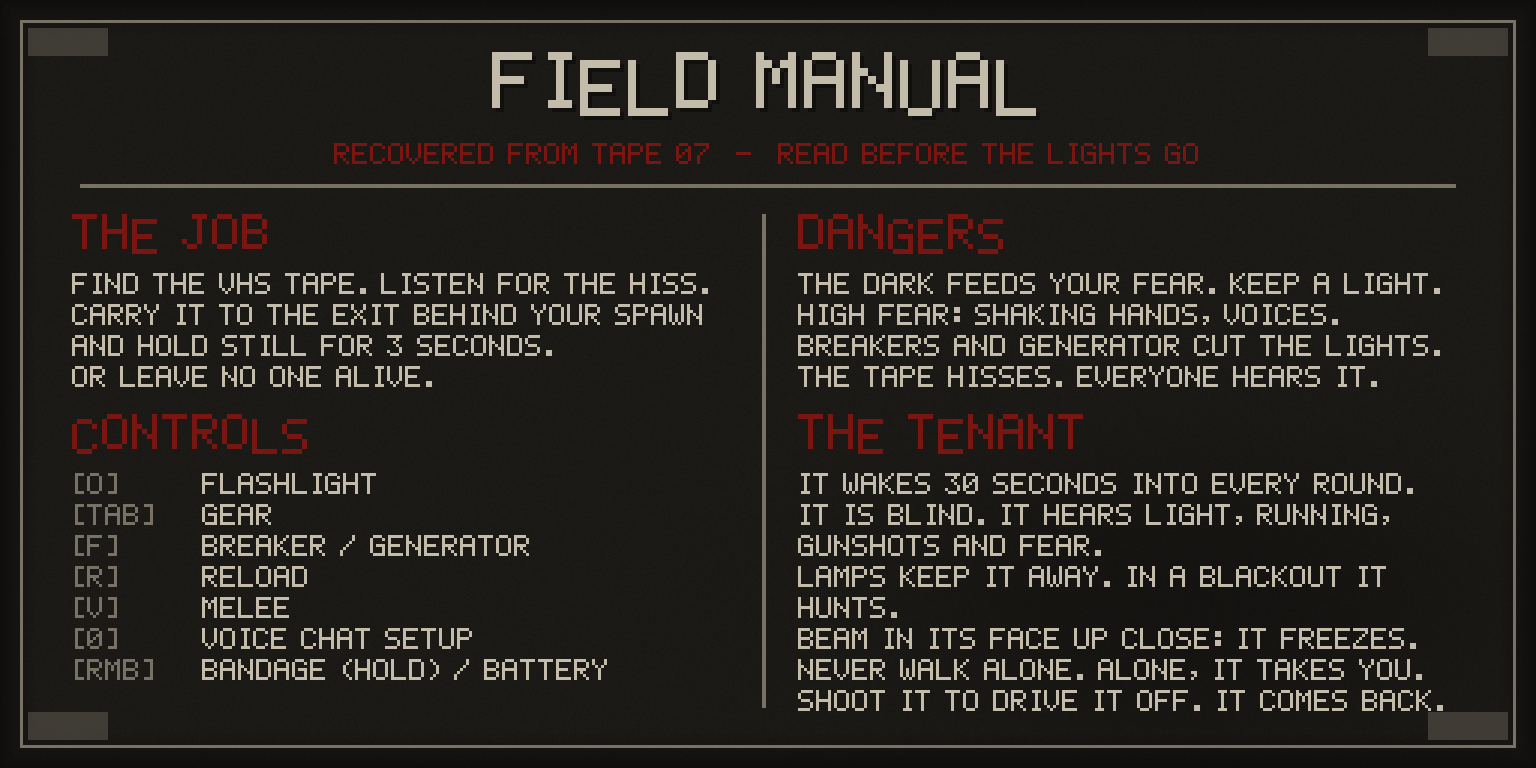 FIELD MANUAL
RECOVERED FROM TAPE 07 – READ BEFORE THE LIGHTS GO
THE JOB
FIND THE VHS TAPE. LISTEN FOR THE HISS.
CARRY IT TO THE EXIT BEHIND YOUR SPAWN
AND HOLD STILL FOR 3 SECONDS.
OR LEAVE NO ONE ALIVE.
CONTROLS
[O] FLASHLIGHT
[TAB] GEAR
[F] BREAKER / GENERATOR
[R] RELOAD
[V] MELEE
[0] VOICE CHAT SETUP
[RMB] BANDAGE (HOLD) / BATTERY
DANGERS
THE DARK FEEDS YOUR FEAR. KEEP A LIGHT.
HIGH FEAR: SHAKING HANDS, VOICES.
BREAKERS AND GENERATOR CUT THE LIGHTS.
THE TAPE HISSES. EVERYONE HEARS IT.
THE TENANT
IT WAKES 30 SECONDS INTO EVERY ROUND.
IT IS BLIND. IT HEARS LIGHT, RUNNING,
GUNSHOTS AND FEAR.
LAMPS KEEP IT AWAY. IN A BLACKOUT IT
HUNTS.
BEAM IN ITS FACE UP CLOSE: IT FREEZES.
NEVER WALK ALONE. ALONE, IT TAKES YOU.
SHOOT IT TO DRIVE IT OFF. IT COMES BACK.